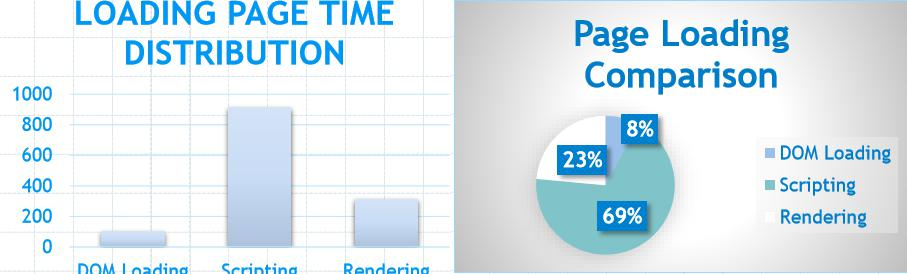 LOADING PAGE TIME
DISTRIBUTION
1000
800
600
400
200
0
DOM Loading
Scripting
Rendering
Page Loading
Comparison
8%
23%
69%
DOM Loading
Scripting
Rendering